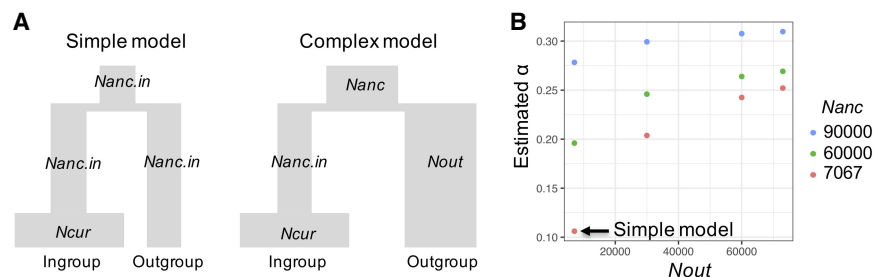 A
Simple model
Complex model
Nanc.in
Nanc
Nanc.in
Nanc.in
Nanc.in
Nout
Ncur
Ncur
Ingroup
Outgroup
Ingroup
Outgroup
B
Estimated α
0.30
0.25
0.20
0.15
0.10
Simple model
20000
40000
60000
Nout
Nanc
90000
60000
7067